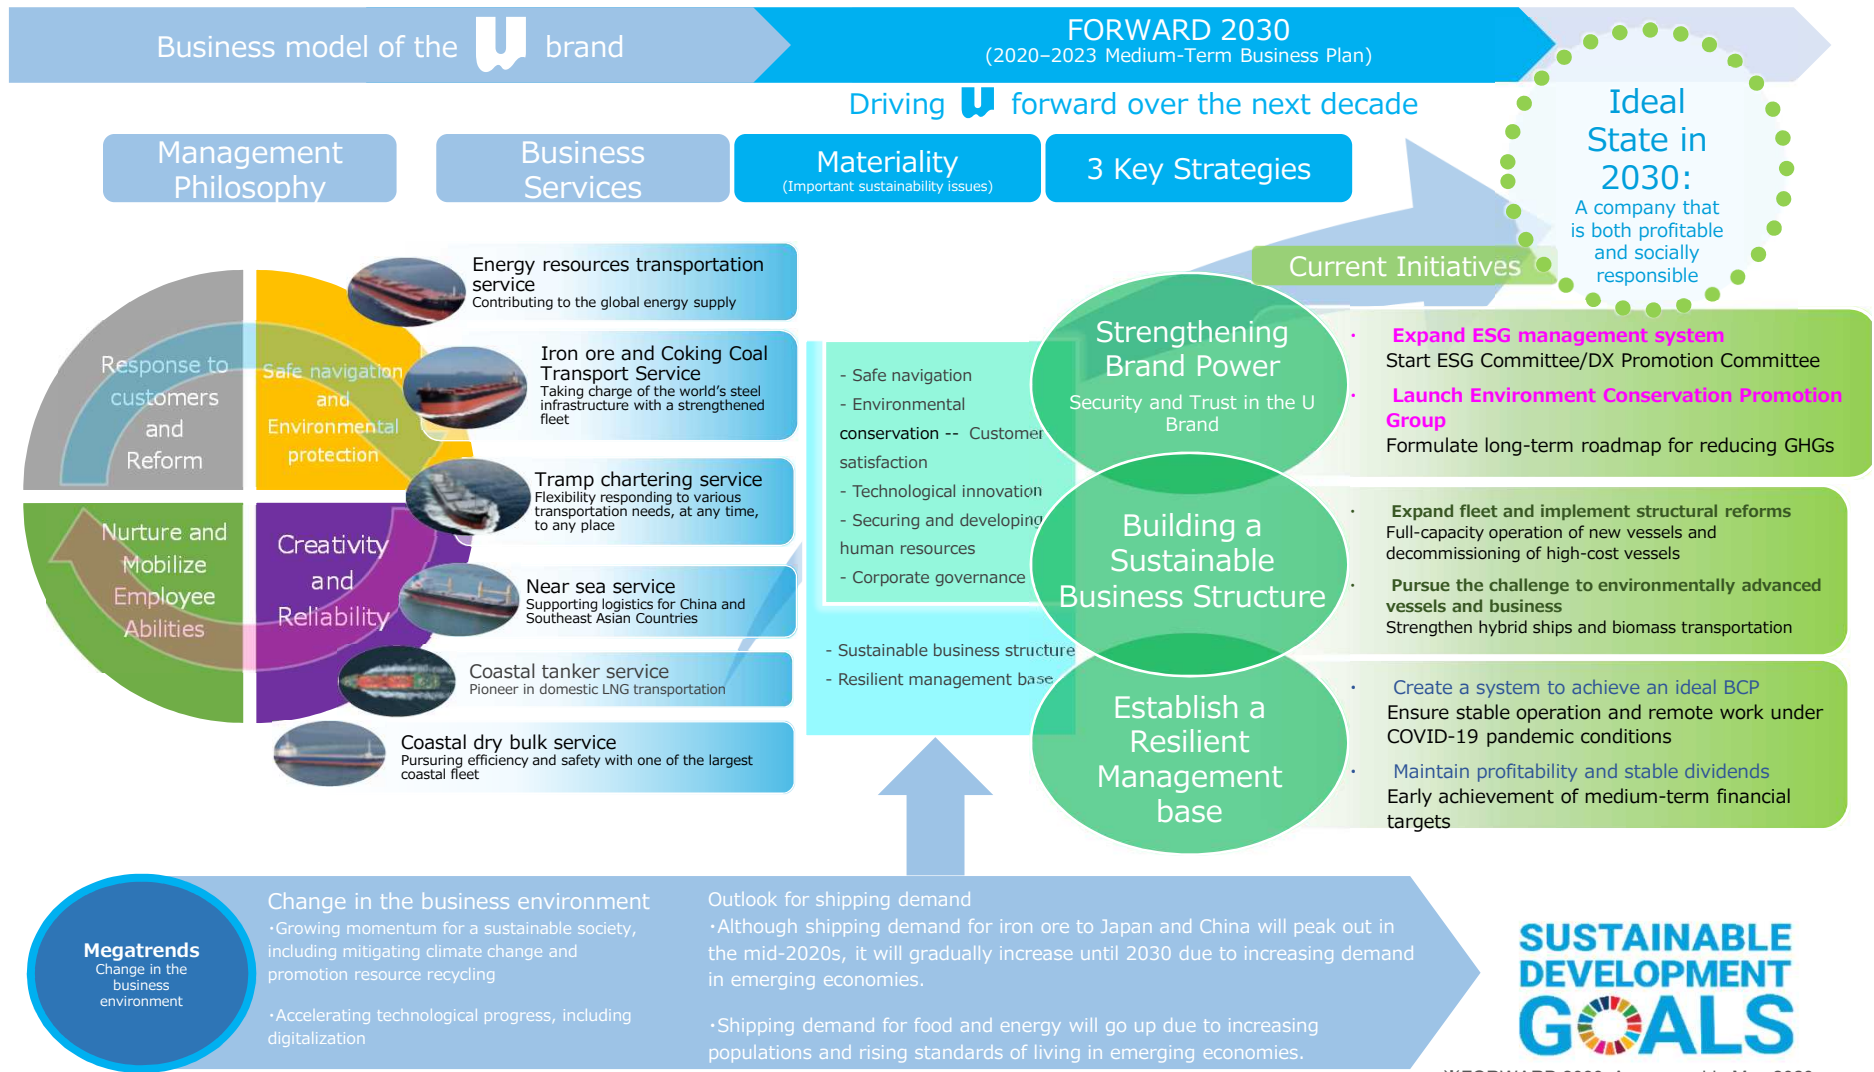 Business model of the U brand
FORWARD 2030
(2020–2023 Medium-Term Business Plan)
Driving U forward over the next decade
Ideal
State in
2030:
A company that
is both profitable
and socially
responsible
Management
Philosophy
Business
Services
Materiality
(Important sustainability issues)
3 Key Strategies
Response to
customers
and
Reform
Safe navigation
and
Environmental
protection
Nurture and
Mobilize
Employee
Abilities
Creativity
and
Reliability
Energy resources transportation
service
Contributing to the global energy supply
Iron ore and Coking Coal
Transport Service
Taking charge of the world's steel
infrastructure with a strengthened
fleet
Tramp chartering service
Flexibility responding to various
transportation needs, at any time,
to any place
Near sea service
Supporting logistics for China and
Southeast Asian Countries
Coastal tanker service
Pioneer in domestic LNG transportation
Coastal dry bulk service
Pursuring efficiency and safety with one of the largest
coastal fleet
- Safe navigation
- Environmental
conservation -- Customer
satisfaction
- Technological innovation
- Securing and developing
human resources
- Corporate governance
- Sustainable business structure
- Resilient management base
Strengthening
Brand Power
Security and Trust in the U
Brand
Building a
Sustainable
Business Structure
Establish a
Resilient
Management
base
Current Initiatives
・ Expand ESG management system
Start ESG Committee/DX Promotion Committee
・ Launch Environment Conservation Promotion
Group
Formulate long-term roadmap for reducing GHGs
・ Expand fleet and implement structural reforms
Full-capacity operation of new vessels and
decommissioning of high-cost vessels
・ Pursue the challenge to environmentally advanced
vessels and business
Strengthen hybrid ships and biomass transportation
・ Create a system to achieve an ideal BCP
Ensure stable operation and remote work under
COVID-19 pandemic conditions
・ Maintain profitability and stable dividends
Early achievement of medium-term financial
targets
Megatrends
Change in the
business
environment
Change in the business environment
・Growing momentum for a sustainable society,
including mitigating climate change and
promotion resource recycling
・Accelerating technological progress, including
digitalization
Outlook for shipping demand
・Although shipping demand for iron ore to Japan and China will peak out in
the mid-2020s, it will gradually increase until 2030 due to increasing demand
in emerging economies.
・Shipping demand for food and energy will go up due to increasing
populations and rising standards of living in emerging economies.
SUSTAINABLE
DEVELOPMENT
GOALS